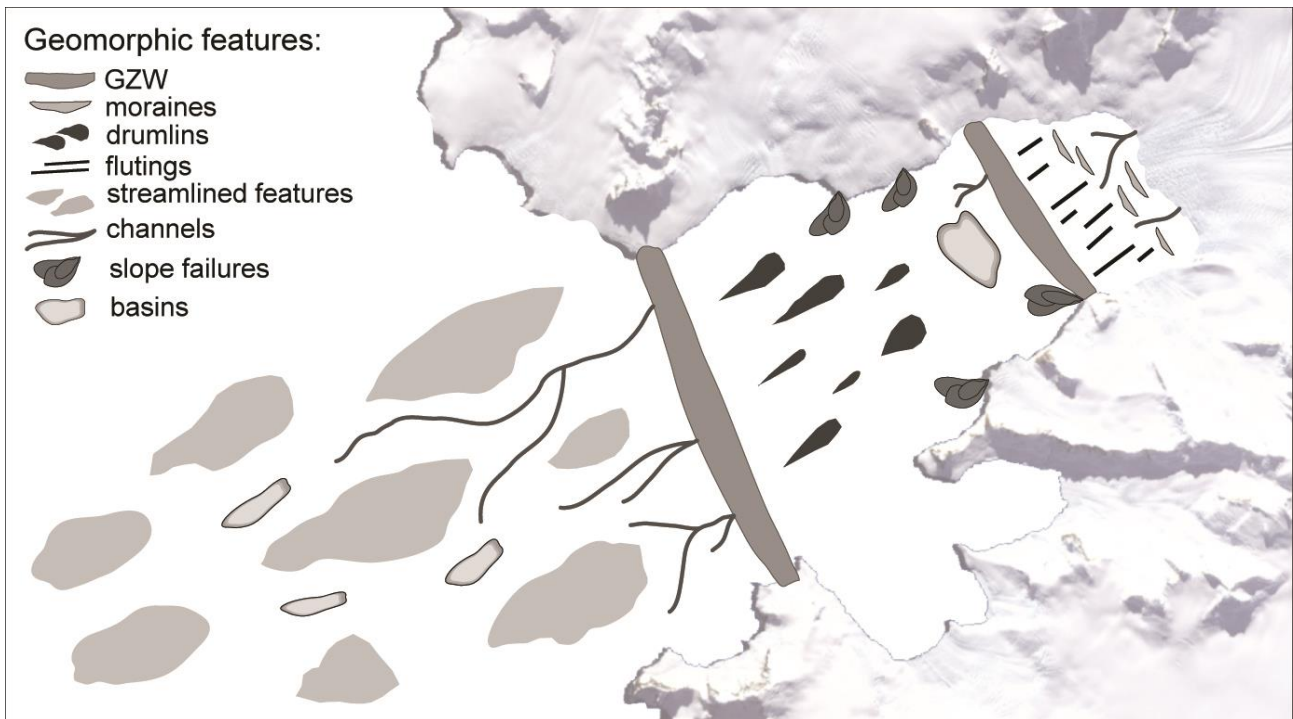 Geomorphic features:
GZW
moraines
drumlins
flutings
streamlined features
channels
slope failures
basins